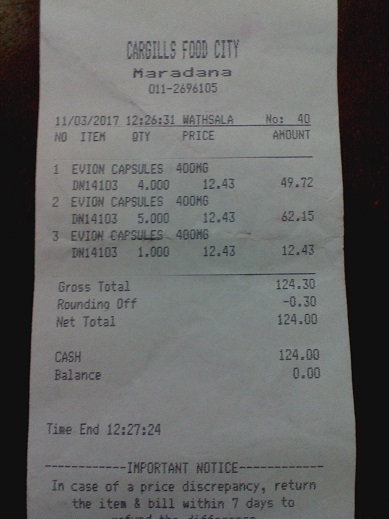 CARGILLS FOOD CITY
Maradana
011-2696105
11/03/2017 12:26:31 WATHSALA No: 40
NO ITEM QTY PRICE AMOUNT
1 EVION CAPSULES 400MG
DN14103 4.000 12.43 49.72
2 EVION CAPSULES 400MG
DN14103 5.000 12.43 62.15
3 EVION CAPSULES 400MG
DN14103 1.000 12.43 12.43
Gross Total 124.30
Rounding Off -0.30
Net Total 124.00
CASH 124.00
Balance 0.00
Time End 12:27:24
------------IMPORTANT NOTICE------------
In case of a price discrepancy, return
the item & bill within 7 days to
refund the difference